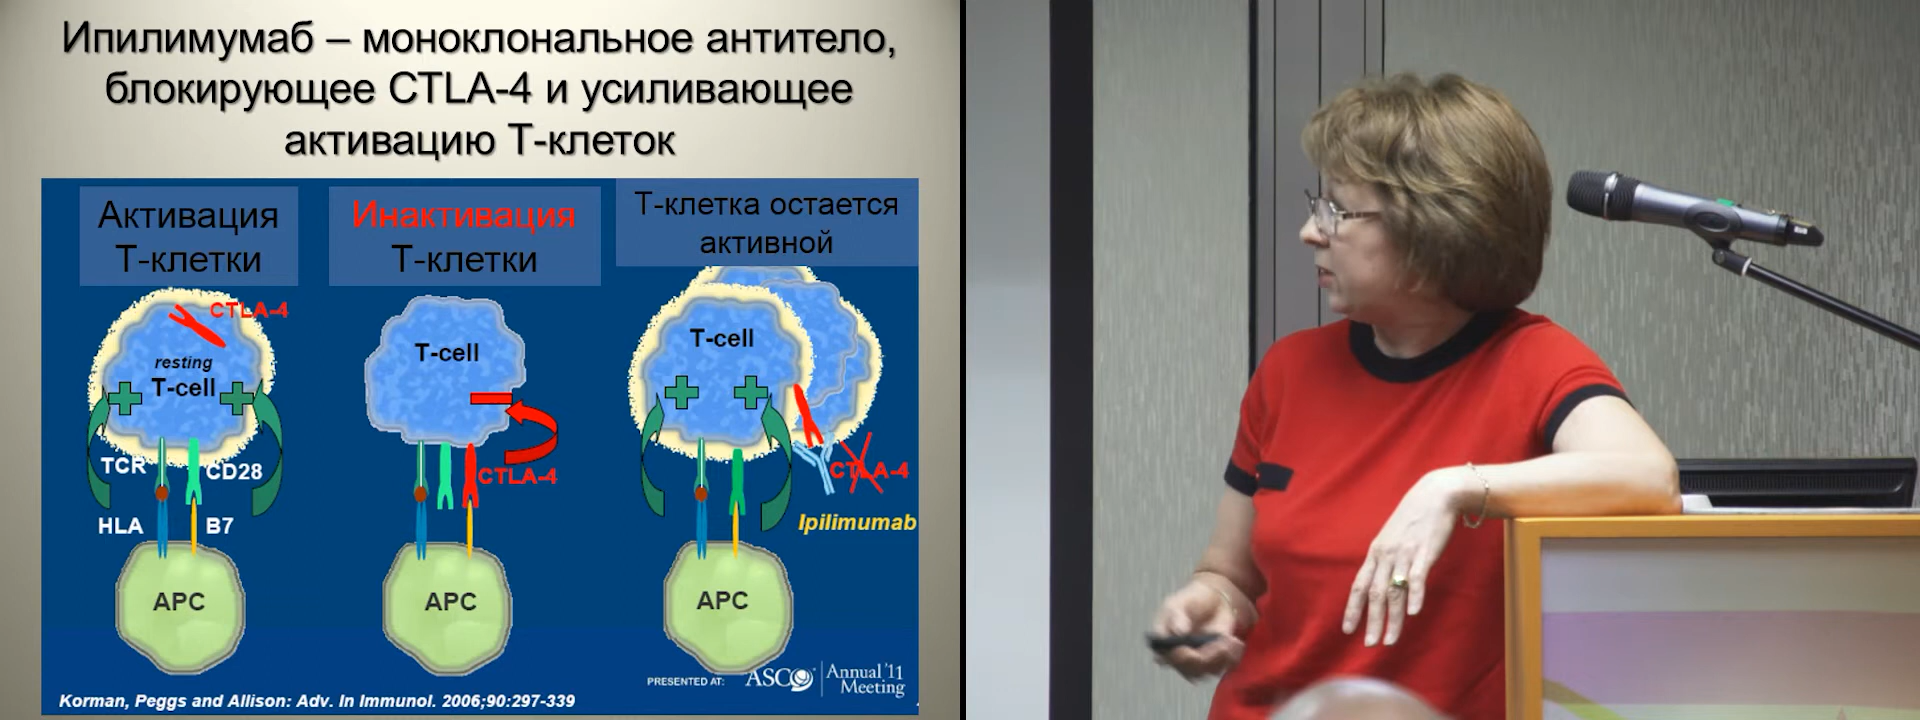 Ипилимумаб – моноклональное антитело,
блокирующее CTLA-4 и усиливающее
активацию Т-клеток
Активация
Т-клетки
Инактивация
Т-клетки
Т-клетка остается
активной
CTLA-4
resting
T-cell
TCR
CD28
HLA
B7
APC
T-cell
CTLA-4
APC
T-cell
CTLA-4
Ipilimumab
APC
PRESENTED AT:
ASCO
Annual '11
Meeting
Korman, Peggs and Allison: Adv. In Immunol. 2006;90:297-339